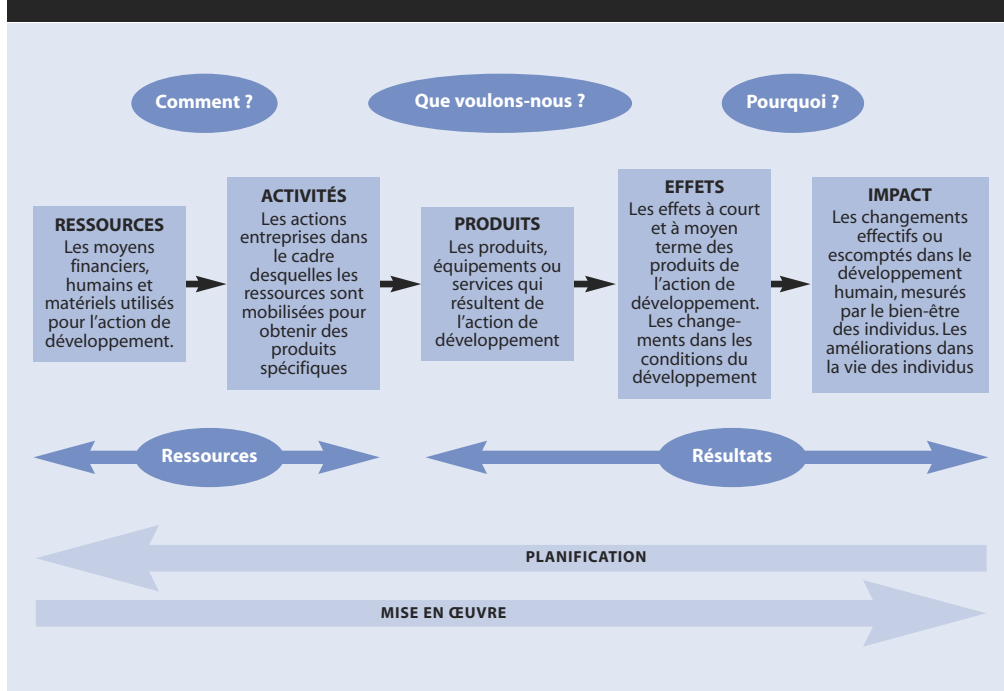 Comment ?
Que voulons-nous ?
Pourquoi ?
RESSOURCES
Les moyens
financiers,
humains et
matériels utilisés
pour l'action de
développement.
ACTIVITÉS
Les actions
entreprises dans
le cadre
desquelles les
ressources sont
mobilisées pour
obtenir des
produits
spécifiques
PRODUITS
Les produits,
équipements ou
services qui
résultent de
l'action de
développement
EFFETS
Les effets à court
et à moyen
terme des
produits de
l'action de
développement.
Les change-
ments dans les
conditions du
développement
IMPACT
Les changements
effectifs ou
escomptés dans le
développement
humain, mesurés
par le bien-être
des individus. Les
améliorations dans
la vie des individus
Ressources
Résultats
PLANIFICATION
MISE EN ŒUVRE